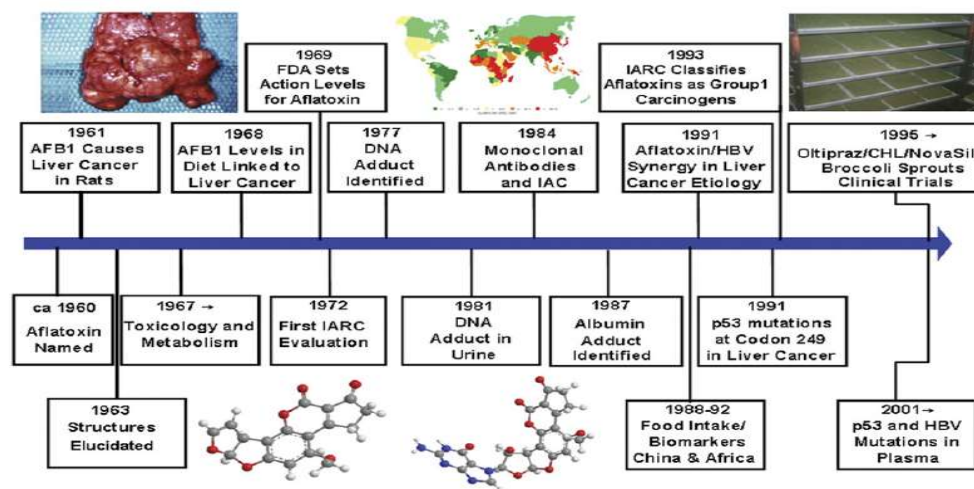 1969
FDA Sets
Action Levels
for Aflatoxin
1993
IARC Classifies
Aflatoxins as Group1
Carcinogens
1961
AFB1 Causes
Liver Cancer
in Rats
1968
AFB1 Levels in
Diet Linked to
Liver Cancer
1977
DNA
Adduct
Identified
1984
Monoclonal
Antibodies
and IAC
1991
Aflatoxin/HBV
Synergy in Liver
Cancer Etiology
1995 →
Oltipraz/CHL/NovaSil
Broccoli Sprouts
Clinical Trials
ca 1960
Aflatoxin
Named
1967 →
Toxicology and
Metabolism
1972
First IARC
Evaluation
1981
DNA
Adduct in
Urine
1987
Albumin
Adduct
Identified
1991
p53 mutations
at Codon 249
in Liver Cancer
1963
Structures
Elucidated
1988-92
Food Intake/
Biomarkers
China & Africa
2001→
p53 and HBV
Mutations in
Plasma